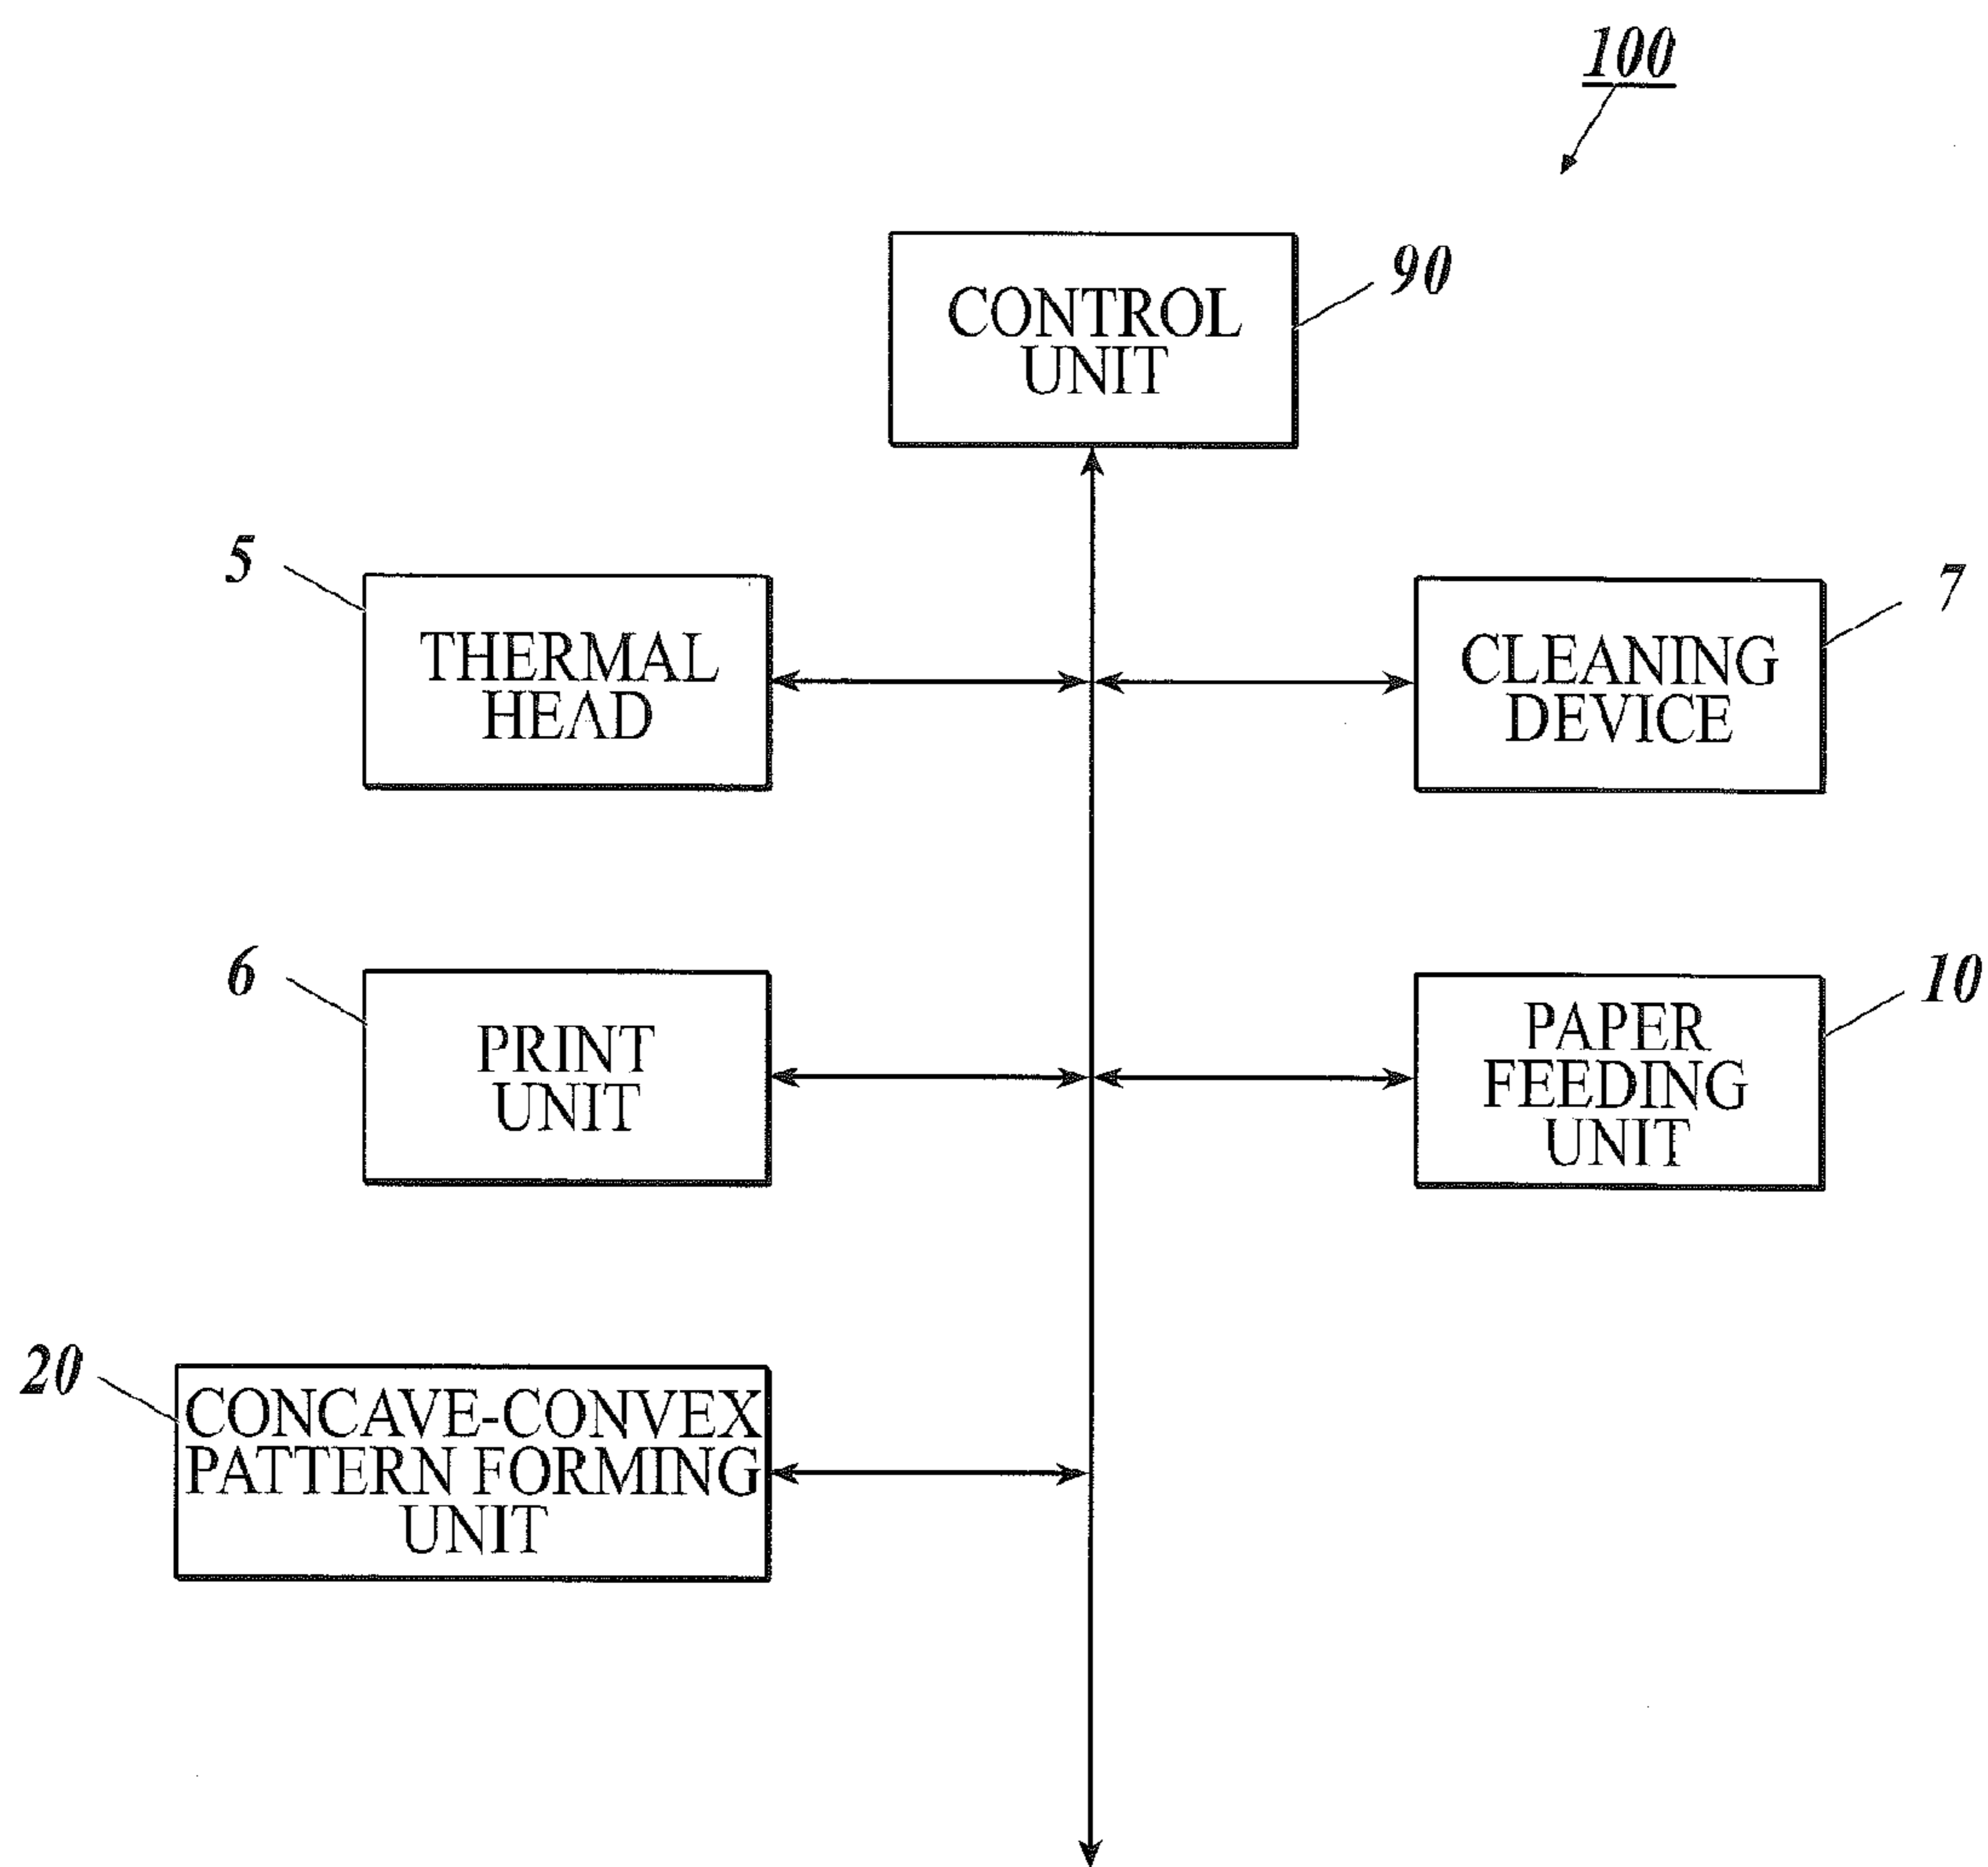 100
90
CONTROL
UNIT
5
THERMAL
HEAD
7
CLEANING
DEVICE
6
PRINT
UNIT
10
PAPER
FEEDING
UNIT
20
CONCAVE-CONVEX
PATTERN FORMING
UNIT